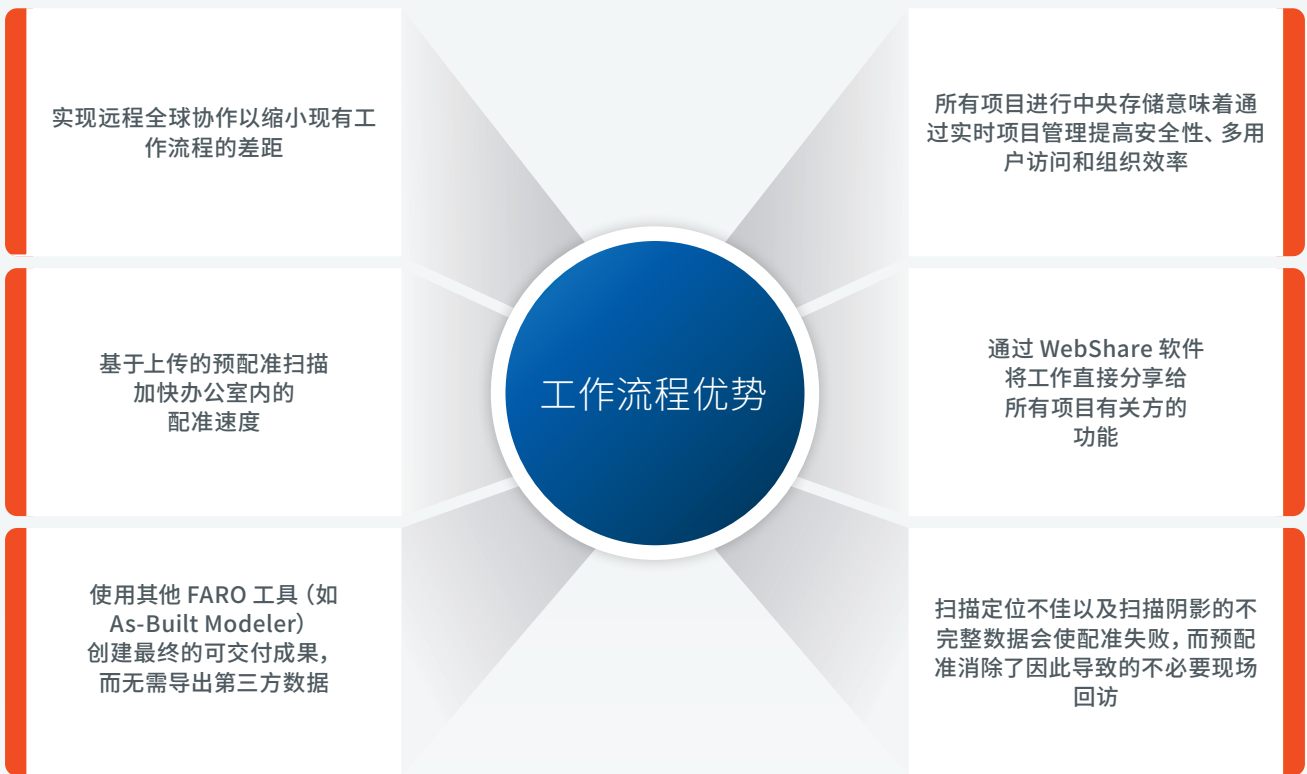 实现远程全球协作以缩小现有工
作流程的差距
基于上传的预配准扫描
加快办公室内的
配准速度
使用其他 FARO 工具（如
As-Built Modeler）
创建最终的可交付成果，
而无需导出第三方数据
工作流程优势
所有项目进行中央存储意味着通
过实时项目管理提高安全性、多用
户访问和组织效率
通过 WebShare 软件
将工作直接分享给
所有项目有关方的
功能
扫描定位不佳以及扫描阴影的不
完整数据会使配准失败，而预配
准消除了因此导致的不必要现场
回访